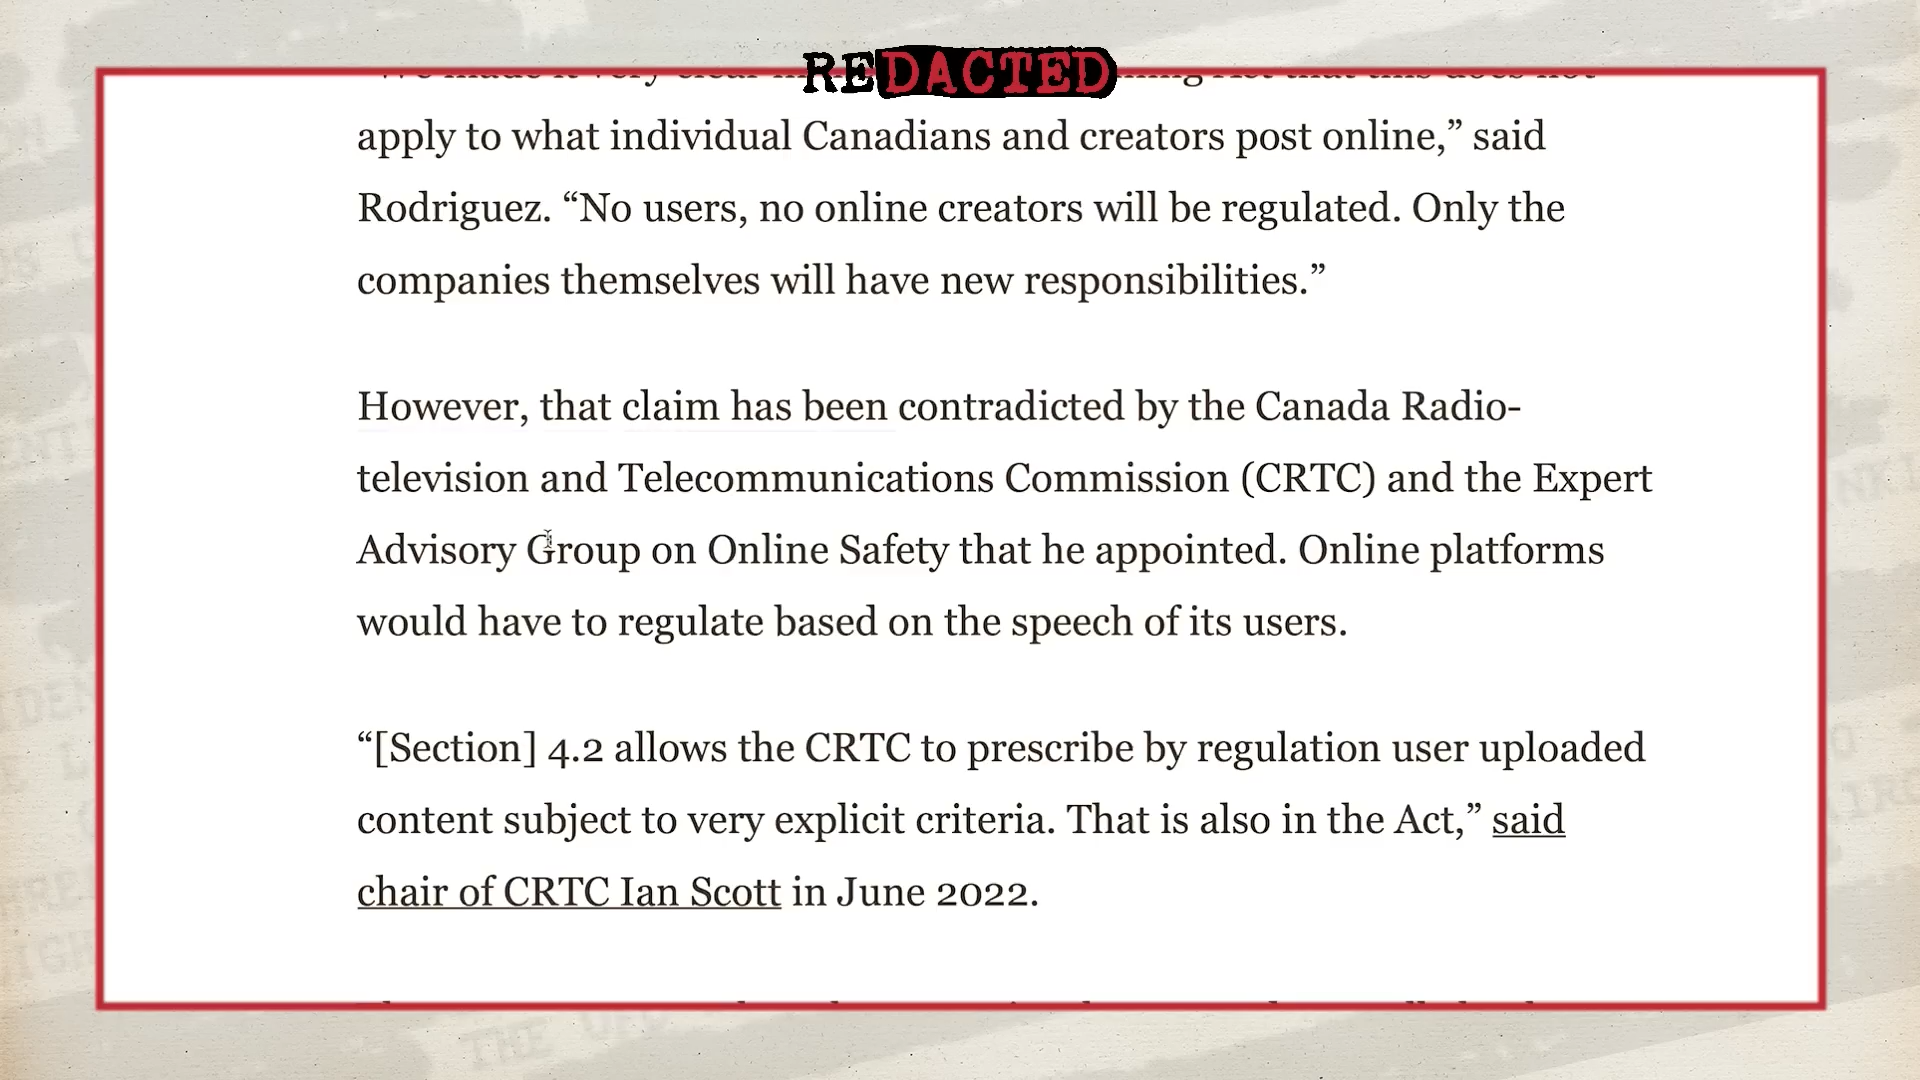 REDACTED
apply to what individual Canadians and creators post online,” said
Rodriguez. “No users, no online creators will be regulated. Only the
companies themselves will have new responsibilities.”
However, that claim has been contradicted by the Canada Radio-
television and Telecommunications Commission (CRTC) and the Expert
Advisory Group on Online Safety that he appointed. Online platforms
would have to regulate based on the speech of its users.
“[Section] 4.2 allows the CRTC to prescribe by regulation user uploaded
content subject to very explicit criteria. That is also in the Act,” said
chair of CRTC Ian Scott in June 2022.